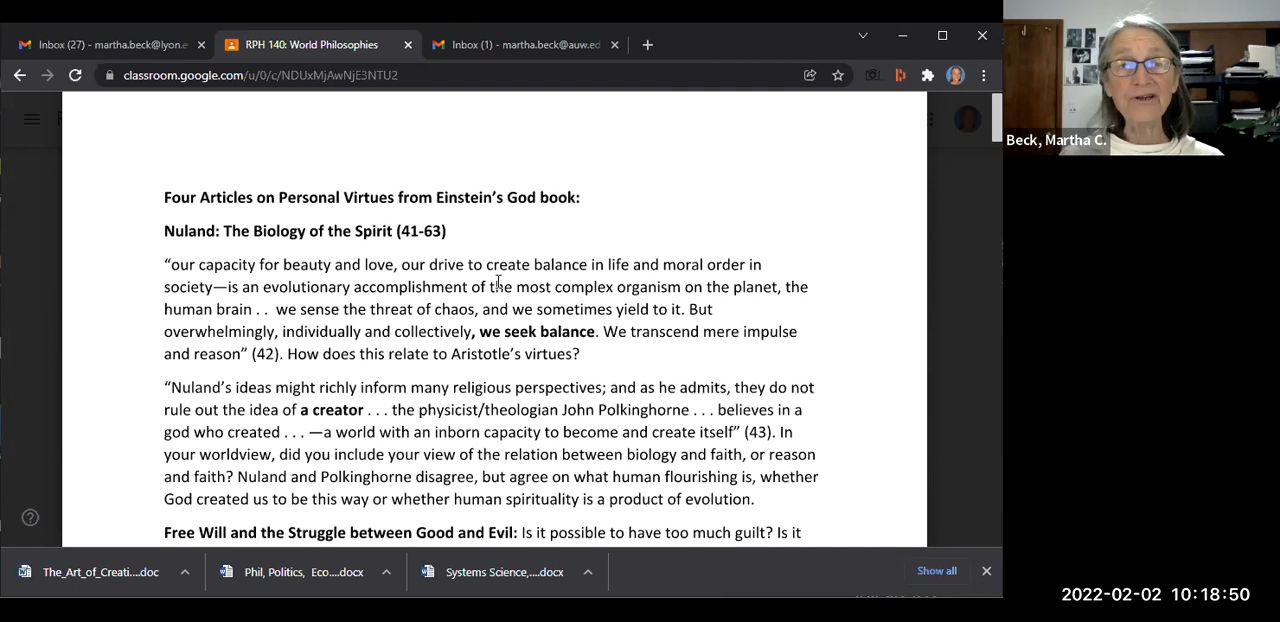 Inbox (27) - martha.beck@lyon.e
RPH 140: World Philosophies
Inbox (1) - martha.beck@auw.ed
classroom.google.com/u/0/c/NDUxMjAwNjE3NTU2
Beck, Martha C.
Four Articles on Personal Virtues from Einstein’s God book:
Nuland: The Biology of the Spirit (41-63)
“our capacity for beauty and love, our drive to create balance in life and moral order in
society—is an evolutionary accomplishment of the most complex organism on the planet, the
human brain . . we sense the threat of chaos, and we sometimes yield to it. But
overwhelmingly, individually and collectively, we seek balance. We transcend mere impulse
and reason” (42). How does this relate to Aristotle’s virtues?
“Nuland’s ideas might richly inform many religious perspectives; and as he admits, they do not
rule out the idea of a creator . . . the physicist/theologian John Polkinghorne . . . believes in a
god who created . . . —a world with an inborn capacity to become and create itself” (43). In
your worldview, did you include your view of the relation between biology and faith, or reason
and faith? Nuland and Polkinghorne disagree, but agree on what human flourishing is, whether
God created us to be this way or whether human spirituality is a product of evolution.
Free Will and the Struggle between Good and Evil: Is it possible to have too much guilt? Is it
The_Art_of_Creati....doc
Phil, Politics, Eco....docx
Systems Science,....docx
Show all
2022-02-02 10:18:50